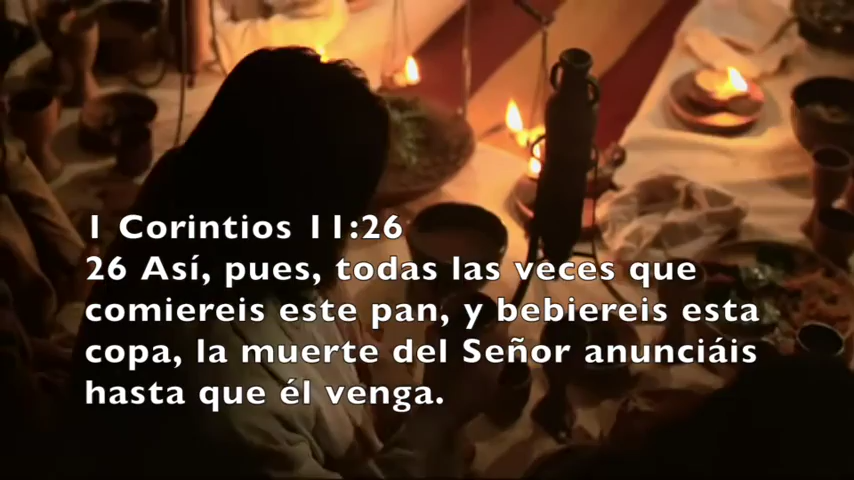 1 Corintios 11:26
26 Así, pues, todas las veces que
comiereis este pan, y bebiereis esta
copa, la muerte del Señor anunciáis
hasta que él venga.